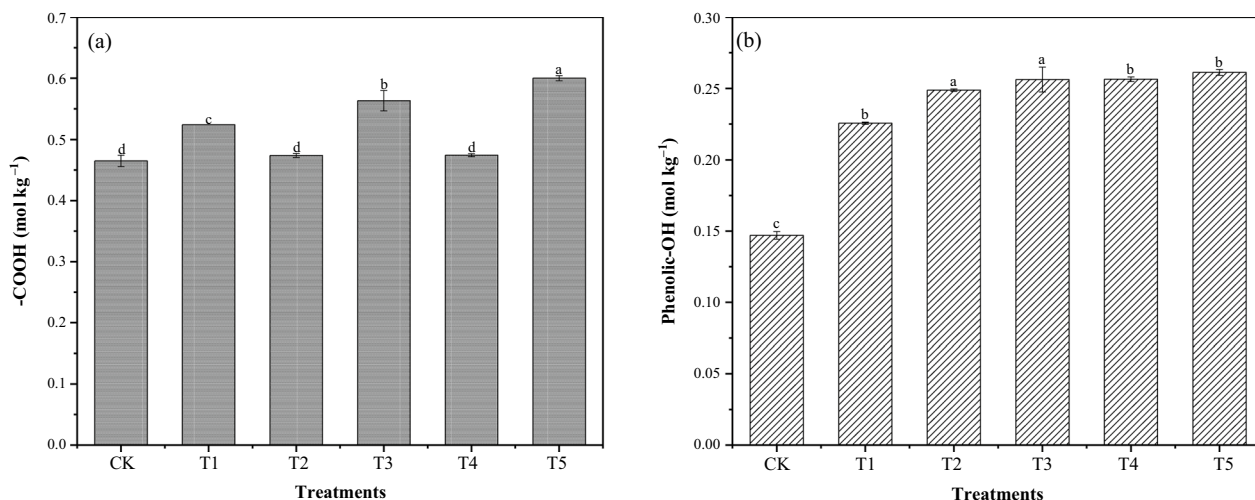 (a)
-COOH (mol kg⁻¹)
0.7
0.6
0.5
0.4
0.3
0.2
0.1
0.0
d
c
d
b
d
a
CK T1 T2 T3 T4 T5
Treatments
(b)
Phenolic-OH (mol kg⁻¹)
0.30
0.25
0.20
0.15
0.10
0.05
0.00
c
b
a
a
b
b
CK T1 T2 T3 T4 T5
Treatments